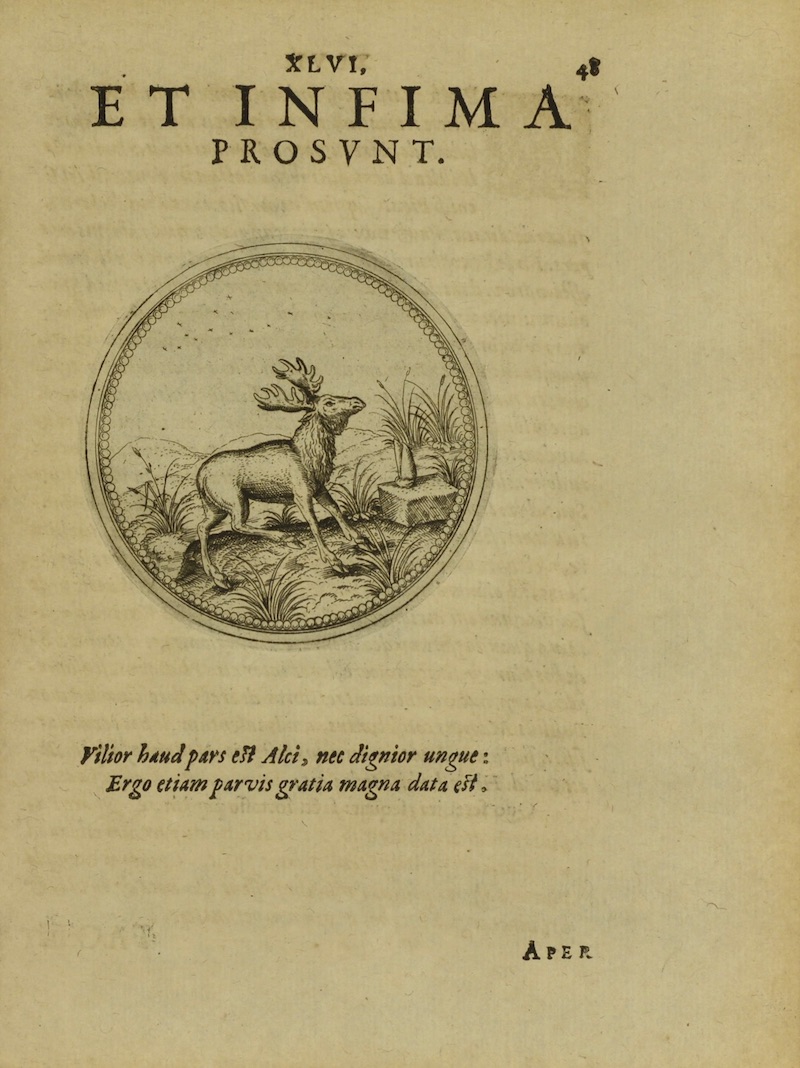 XLVI.
48
ET INFIMA
PROSVNT.
Vilior haud pars est Alci, nec dignior ungue:
Ergo etiam parvis gratia magna data est.
APER